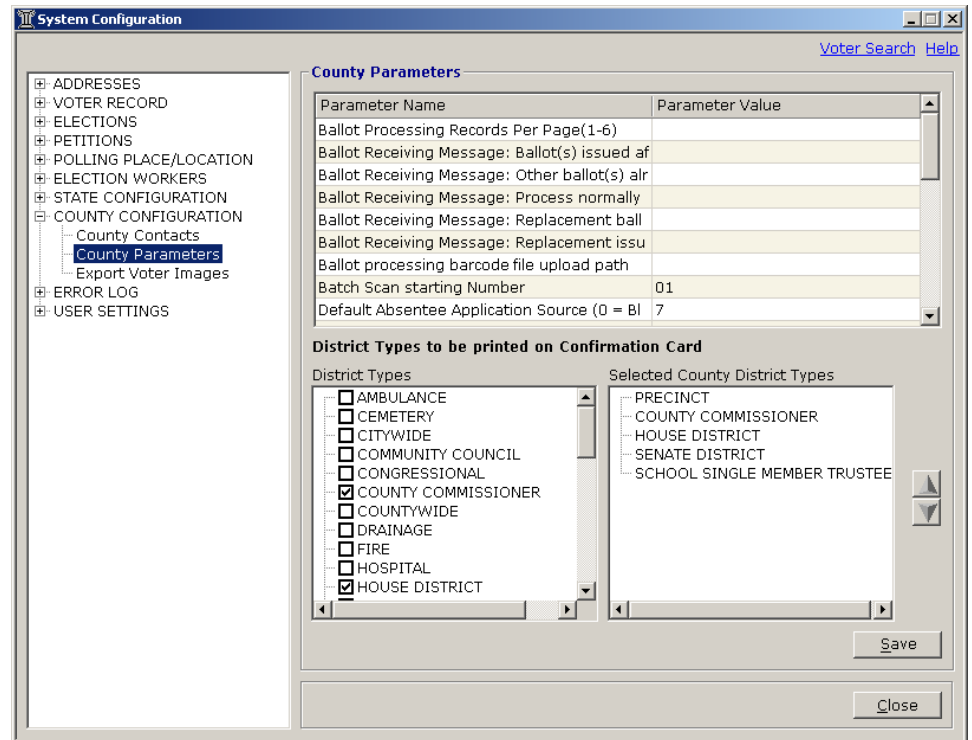 System Configuration
Voter Search Help
ADDRESSES
VOTER RECORD
ELECTIONS
PETITIONS
POLLING PLACE/LOCATION
ELECTION WORKERS
STATE CONFIGURATION
COUNTY CONFIGURATION
County Contacts
County Parameters
Export Voter Images
ERROR LOG
USER SETTINGS
County Parameters
Parameter Name Parameter Value
Ballot Processing Records Per Page(1-6)
Ballot Receiving Message: Ballot(s) issued af
Ballot Receiving Message: Other ballot(s) alr
Ballot Receiving Message: Process normally
Ballot Receiving Message: Replacement ball
Ballot Receiving Message: Replacement issu
Ballot processing barcode file upload path
Batch Scan starting Number 01
Default Absentee Application Source (0 = Bl 7
District Types to be printed on Confirmation Card
District Types
AMBULANCE
CEMETERY
CITYWIDE
COMMUNITY COUNCIL
CONGRESSIONAL
COUNTY COMMISSIONER
COUNTYWIDE
DRAINAGE
FIRE
HOSPITAL
HOUSE DISTRICT
Selected County District Types
PRECINCT
COUNTY COMMISSIONER
HOUSE DISTRICT
SENATE DISTRICT
SCHOOL SINGLE MEMBER TRUSTEE
Save
Close